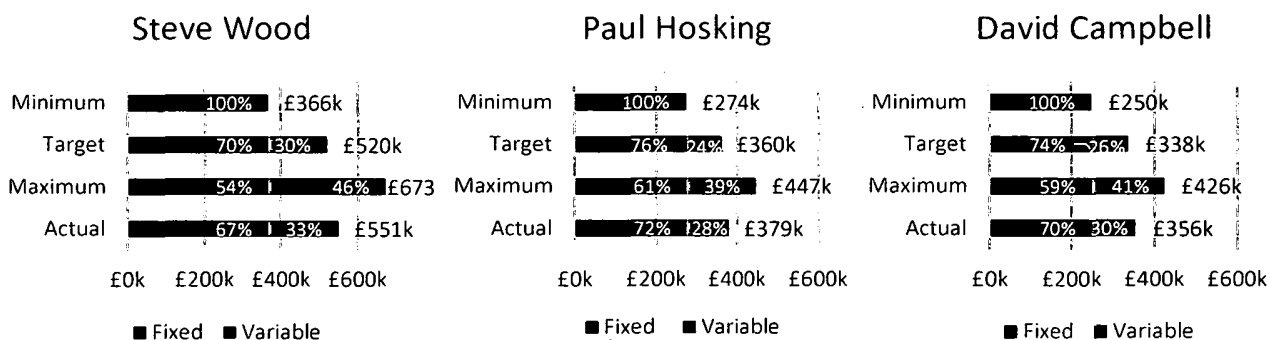 Steve Wood
Minimum 100% £366k
Target 70% 30% £520k
Maximum 54% 46% £673
Actual 67% 33% £551k
£0k £200k £400k £600k
Fixed Variable
Paul Hosking
Minimum 100% £274k
Target 76% 24% £360k
Maximum 61% 39% £447k
Actual 72% 28% £379k
£0k £200k £400k £600k
Fixed Variable
David Campbell
Minimum 100% £250k
Target 74% 26% £338k
Maximum 59% 41% £426k
Actual 70% 30% £356k
£0k £200k £400k £600k
Fixed Variable